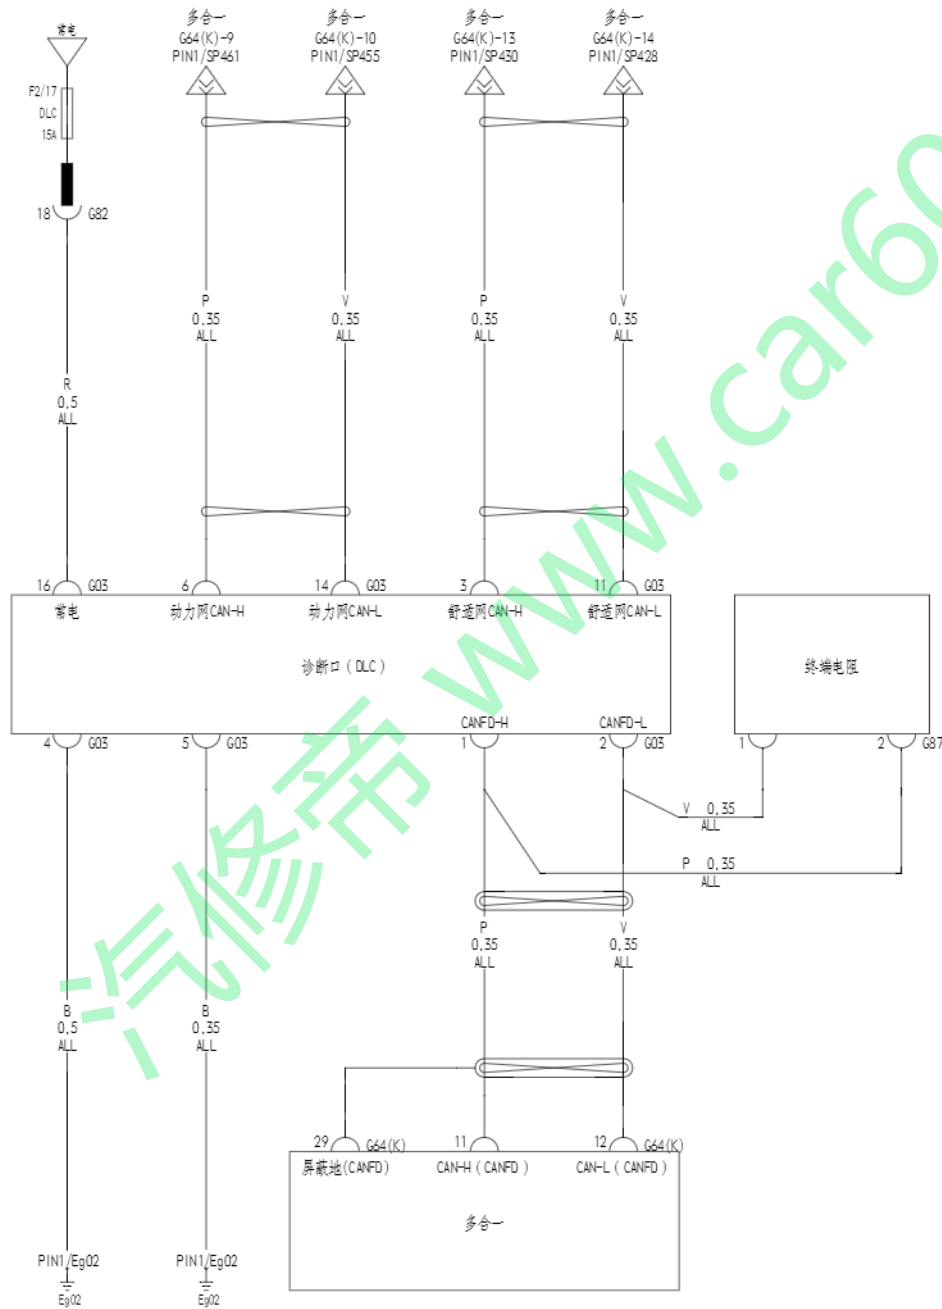 常电
多合一
G64(K)-9
PIN1/SP461
多合一
G64(K)-10
PIN1/SP455
多合一
G64(K)-13
PIN1/SP430
多合一
G64(K)-14
PIN1/SP428
F2/17
DLC
15A
18 G82
P
0,35
ALL
V
0,35
ALL
P
0,35
ALL
V
0,35
ALL
R
0,5
ALL
16 G03
6
14 G03
3
11 G03
常电
动力网CAN-H
动力网CAN-L
舒适网CAN-H
舒适网CAN-L
诊断口（DLC）
终端电阻
CANFD-H
CANFD-L
4 G03
5 G03
1
2 G03
1
2 G87
V 0,35
ALL
P 0,35
ALL
P
0,35
ALL
V
0,35
ALL
B
0,5
ALL
B
0,35
ALL
29 G64(K)
11
12 G64(K)
屏蔽地(CANFD)
CAN-H（CANFD）
CAN-L（CANFD）
多合一
PIN1/Eg02
Eg02
PIN1/Eg02
Eg02
汽修帝 www.car60